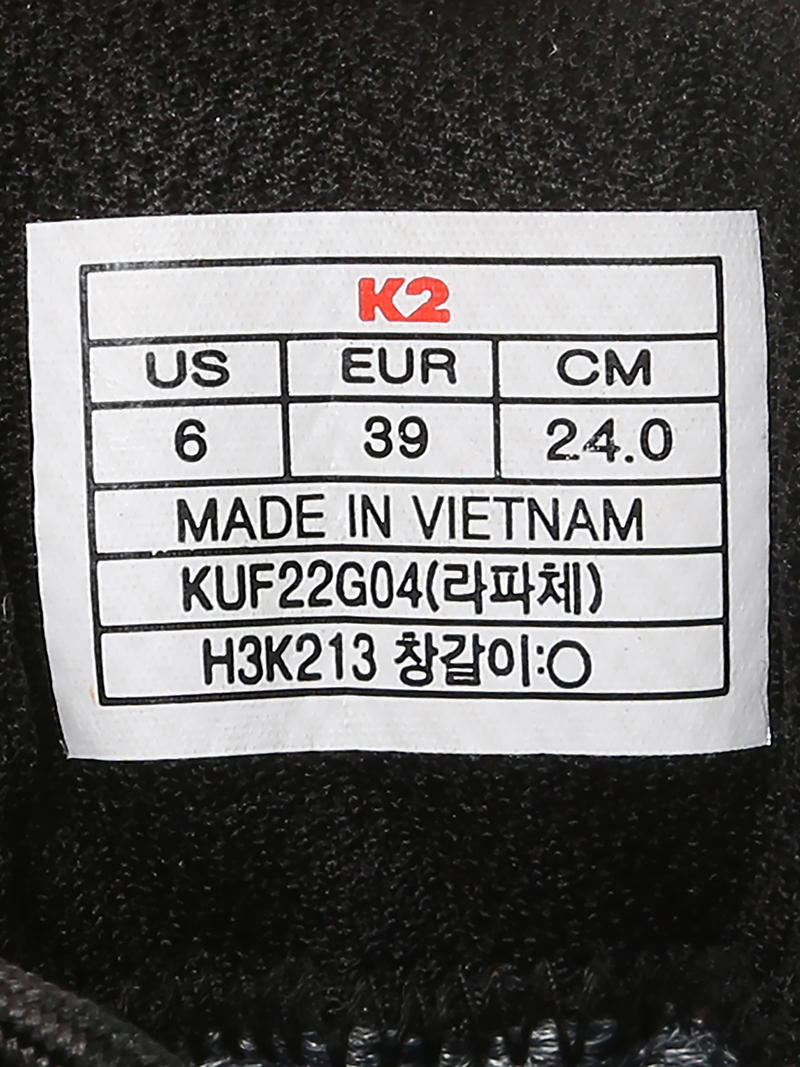 K2
US EUR CM
6 39 24.0
MADE IN VIETNAM
KUF22G04(라파체)
H3K213 창갈이:○